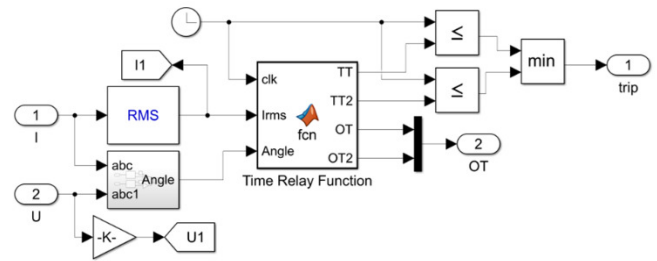 I1
clk
TT
≤
min
1
trip
1
I
RMS
Irms
TT2
≤
fcn
OT
abc
Angle
Angle
OT2
2
OT
2
U
abc1
Time Relay Function
-K-
U1